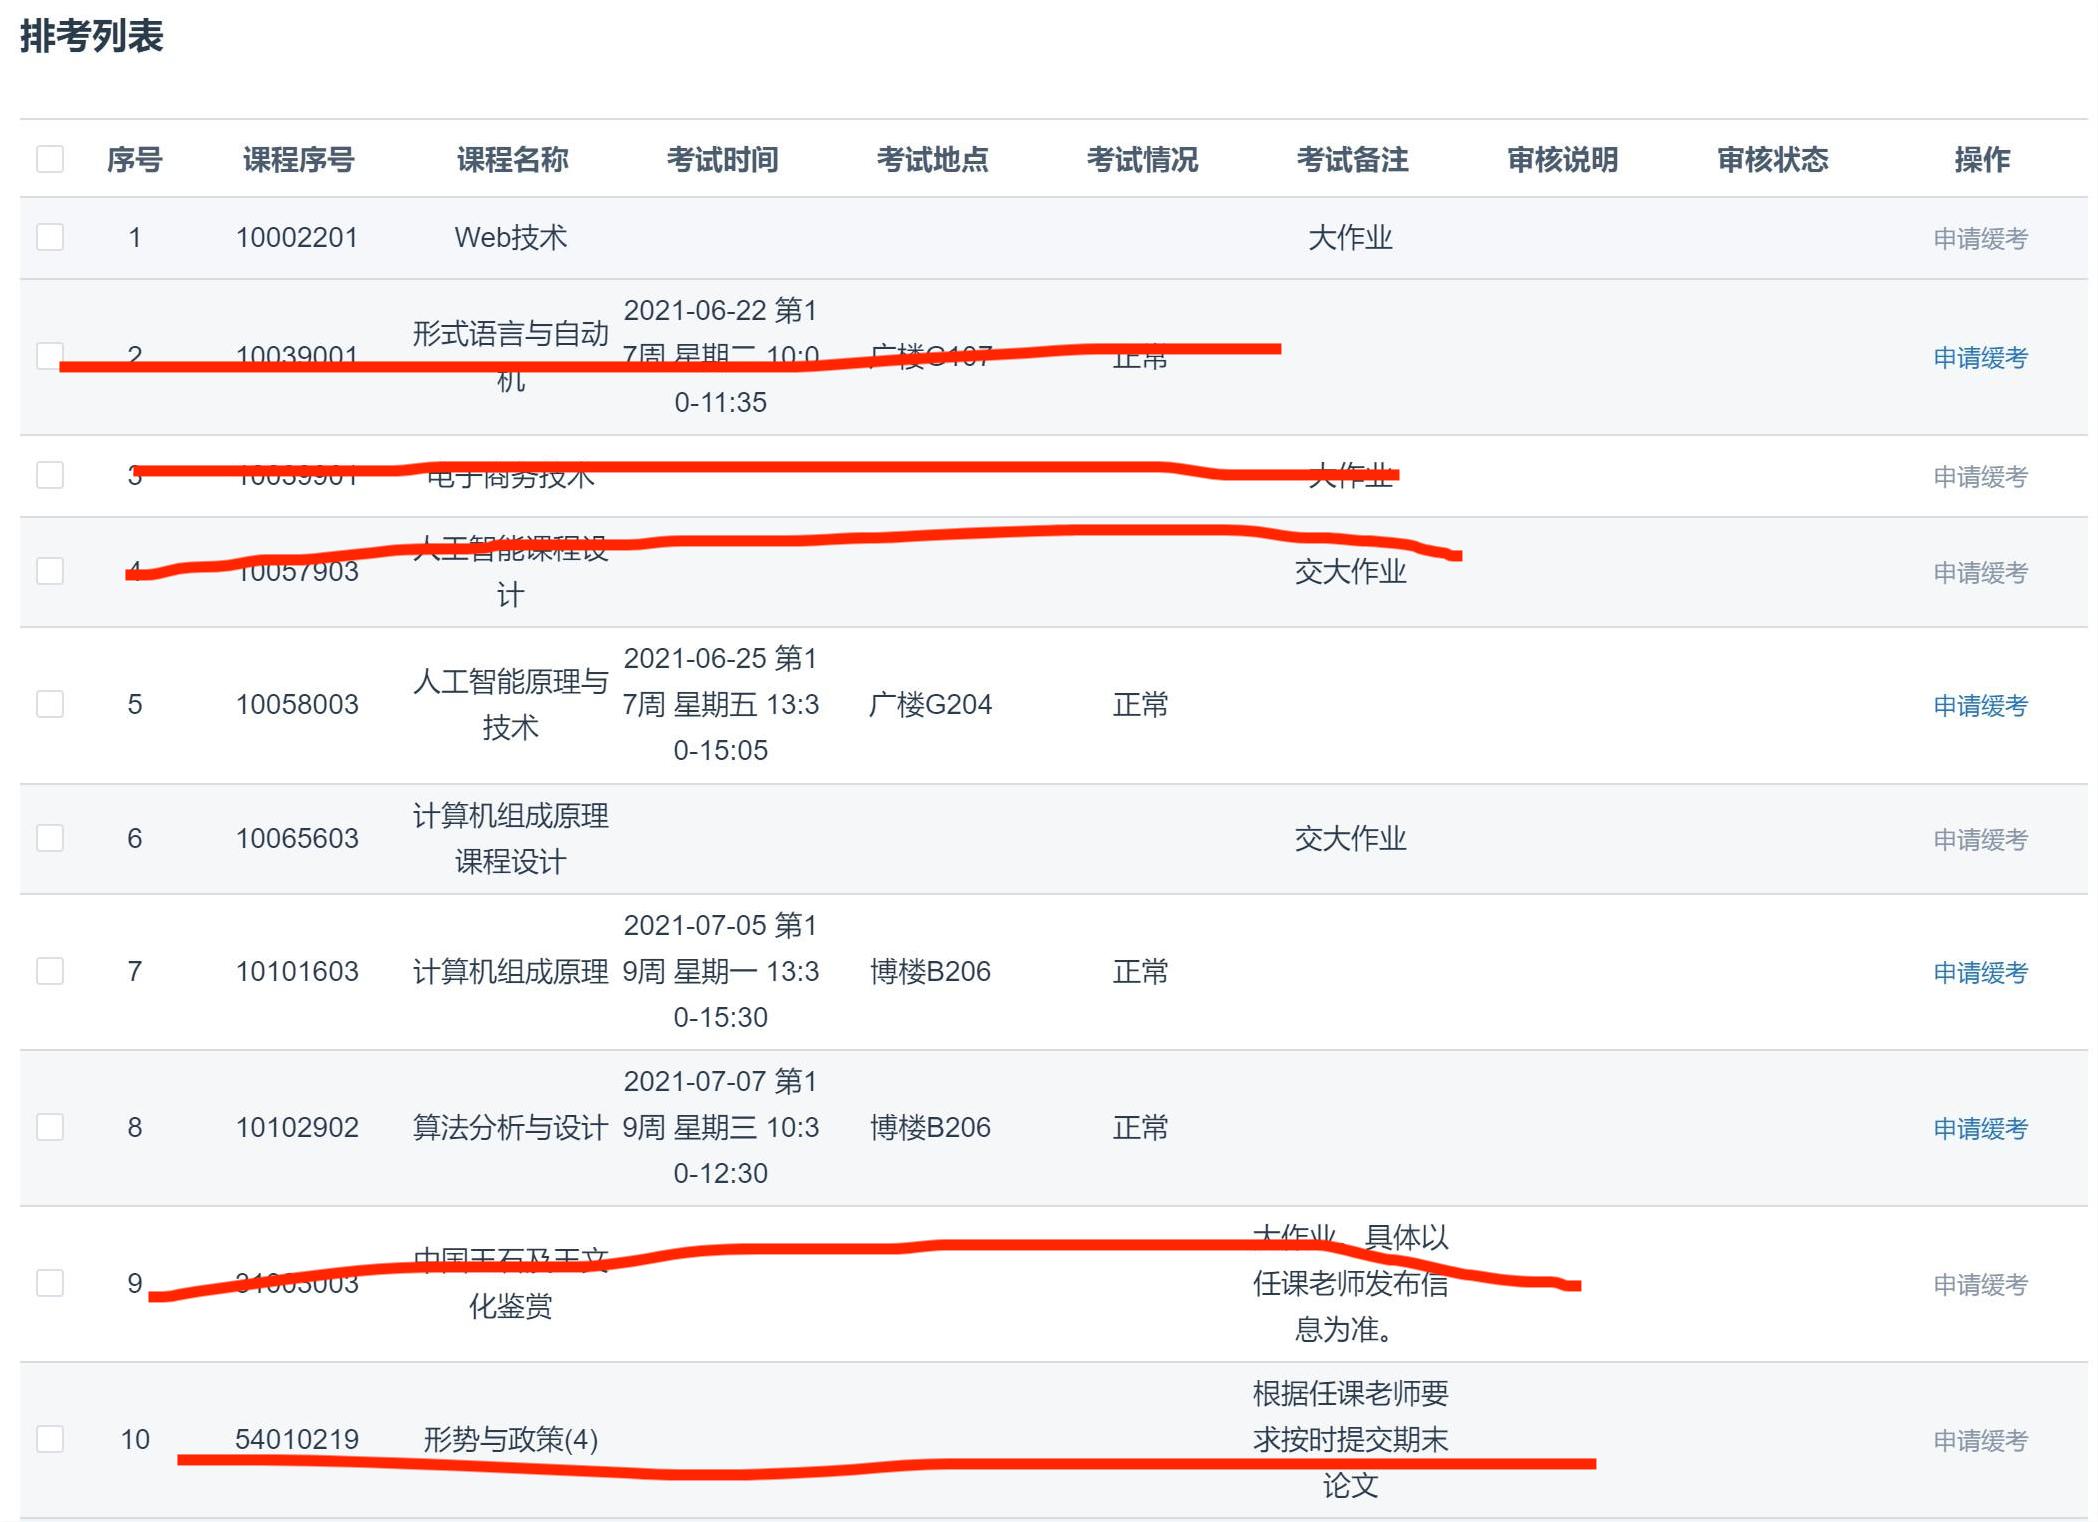 排考列表
序号 课程序号 课程名称 考试时间 考试地点 考试情况 考试备注 审核说明 审核状态 操作
1 10002201 Web技术 大作业 申请缓考
2021-06-22 第1
形式语言与自动
2 10039001 7周 星期二 10:0 广楼G107 正常 申请缓考
机
0-11:35
3 10039901 电子商务技术 大作业 申请缓考
人工智能课程设
4 10057903 交大作业 申请缓考
计
2021-06-25 第1
人工智能原理与
5 10058003 7周 星期五 13:3 广楼G204 正常 申请缓考
技术
0-15:05
计算机组成原理
6 10065603 交大作业 申请缓考
课程设计
2021-07-05 第1
7 10101603 计算机组成原理 9周 星期一 13:3 博楼B206 正常 申请缓考
0-15:30
2021-07-07 第1
8 10102902 算法分析与设计 9周 星期三 10:3 博楼B206 正常 申请缓考
0-12:30
大作业，具体以
中国玉石及玉文
9 31003003 任课老师发布信 申请缓考
化鉴赏
息为准。
根据任课老师要
10 54010219 形势与政策(4) 求按时提交期末 申请缓考
论文